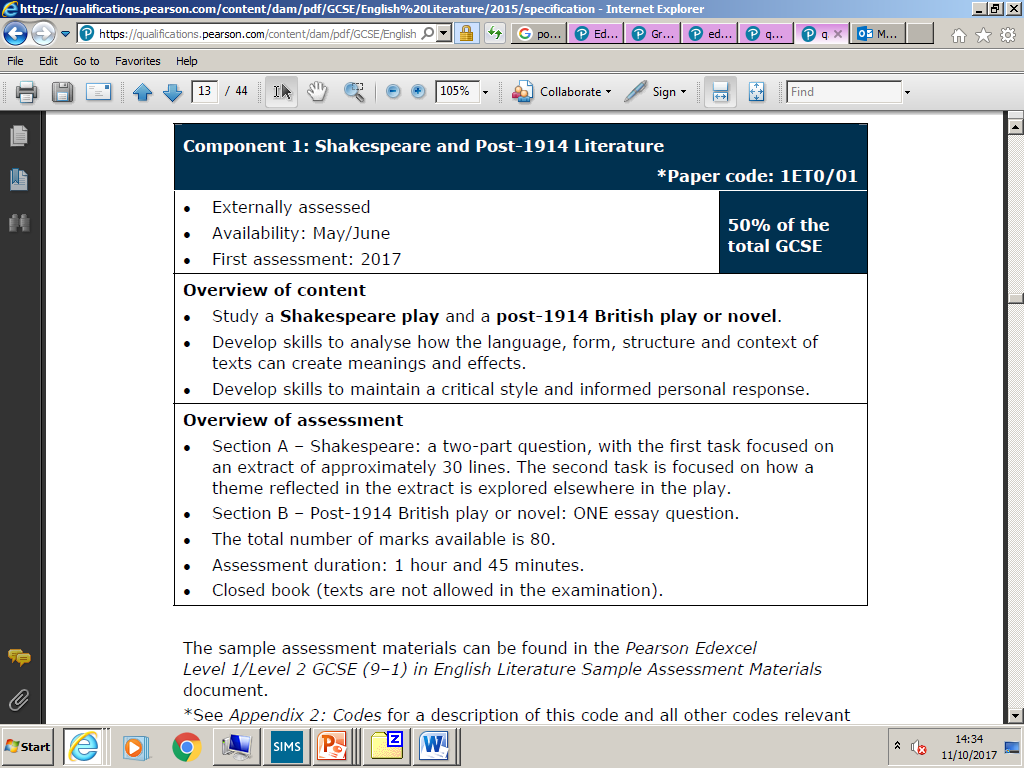 https://qualifications.pearson.com/content/dam/pdf/GCSE/English%20Literature/2015/specification - Internet Explorer
https://qualifications.pearson.com/content/dam/pdf/GCSE/English
po...
Ed...
Gr...
ed...
q...
q
M...
File Edit Go to Favorites Help
13 / 44
105%
Collaborate
Sign
Find
Component 1: Shakespeare and Post-1914 Literature
*Paper code: 1ET0/01
• Externally assessed
• Availability: May/June
• First assessment: 2017
50% of the
total GCSE
Overview of content
• Study a Shakespeare play and a post-1914 British play or novel.
• Develop skills to analyse how the language, form, structure and context of
texts can create meanings and effects.
• Develop skills to maintain a critical style and informed personal response.
Overview of assessment
• Section A – Shakespeare: a two-part question, with the first task focused on
an extract of approximately 30 lines. The second task is focused on how a
theme reflected in the extract is explored elsewhere in the play.
• Section B – Post-1914 British play or novel: ONE essay question.
• The total number of marks available is 80.
• Assessment duration: 1 hour and 45 minutes.
• Closed book (texts are not allowed in the examination).
The sample assessment materials can be found in the Pearson Edexcel
Level 1/Level 2 GCSE (9–1) in English Literature Sample Assessment Materials
document.
*See Appendix 2: Codes for a description of this code and all other codes relevant
Start
SIMS
Z
14:34
11/10/2017